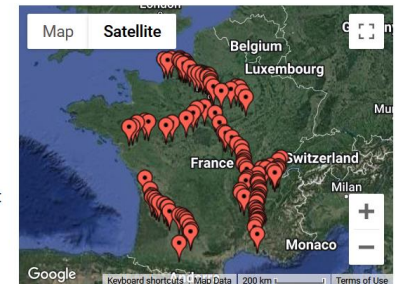 London
Map
Satellite
Belgium
Luxembourg
France
Switzerland
Milan
Monaco
+
−
Google
Keyboard shortcuts
Map Data
200 km
Terms of Use